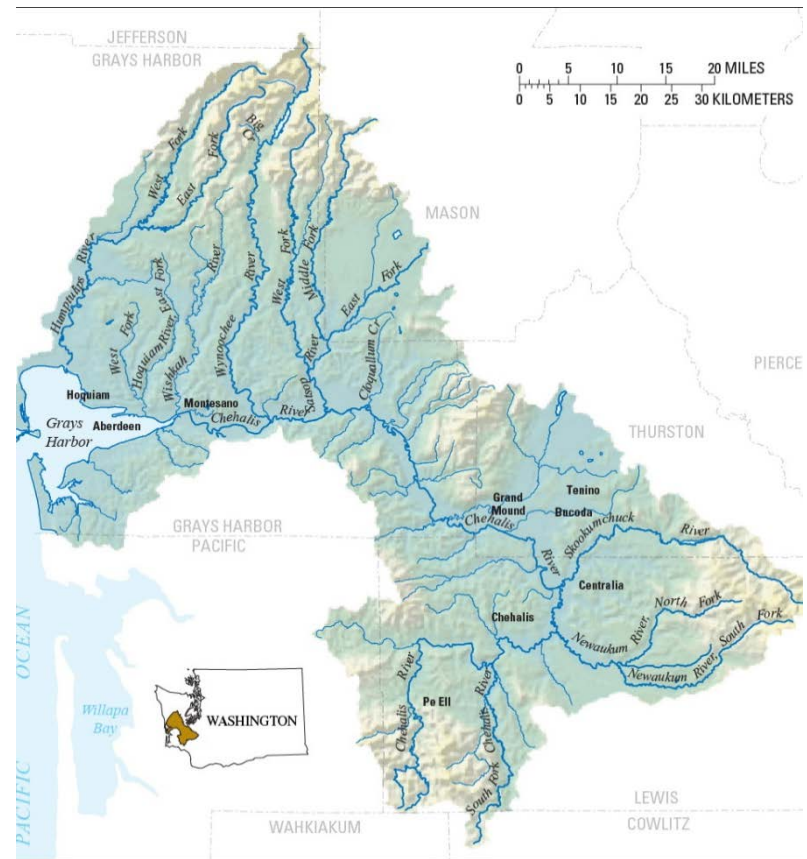 JEFFERSON
GRAYS HARBOR
0 5 10 15 20 MILES
0 5 10 15 20 25 30 KILOMETERS
West Fork
East Fork
Big Cr
MASON
Humptulips River
West Fork
Hoquiam River, East Fork
Wishkah River
Wynoochee River
West Fork
Middle Fork
East Fork
Satsop River
Cloquallum Cr
PIERCE
Hoquiam
Grays
Harbor
Aberdeen
Montesano
Chehalis River
THURSTON
Grand
Mound
Tenino
Bucoda
Chehalis River
Skookumchuck River
GRAYS HARBOR
PACIFIC
Centralia
Chehalis
Newaukum River, North Fork
Newaukum River, South Fork
PACIFIC OCEAN
Willapa
Bay
WASHINGTON
Pe Ell
Chehalis River
South Fork Chehalis River
LEWIS
COWLITZ
WAHKIAKUM